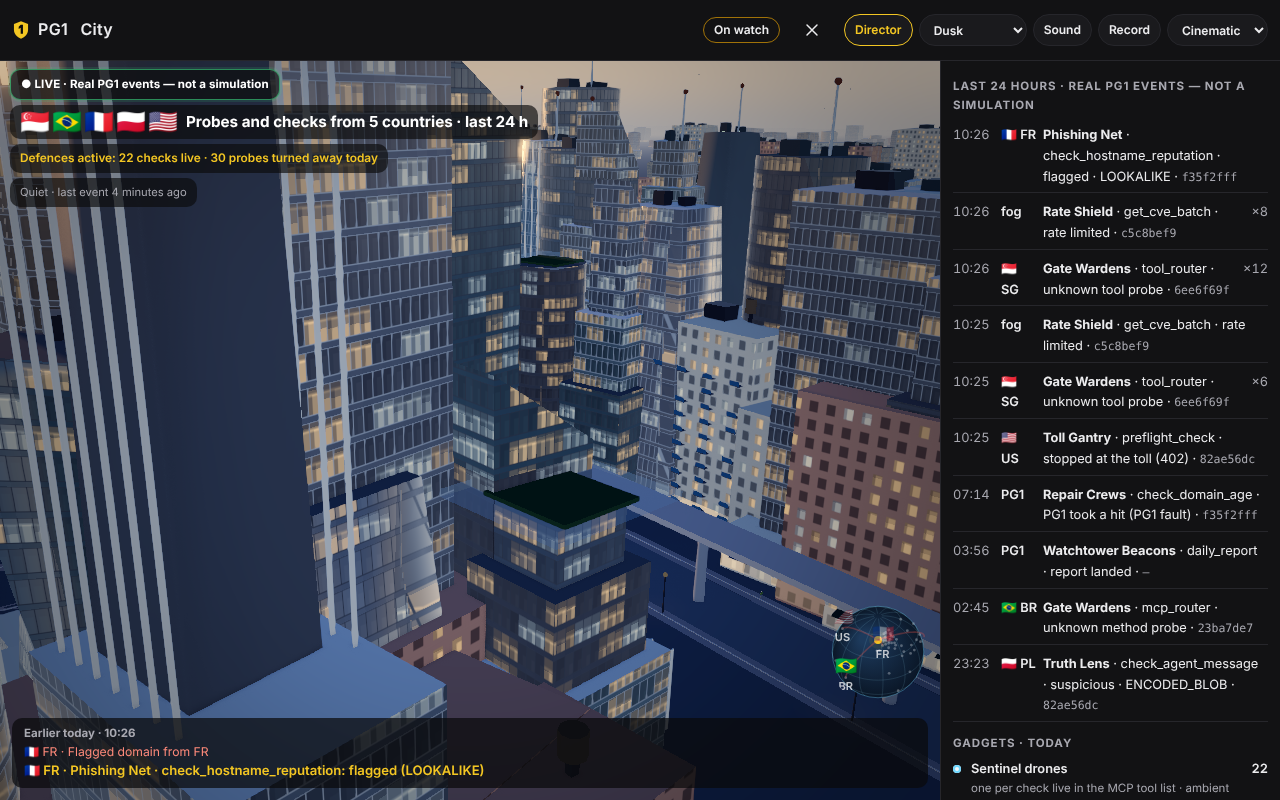 PG1 City
On watch
Director
Dusk
Sound
Record
Cinematic
LIVE · Real PG1 events — not a simulation
Probes and checks from 5 countries · last 24 h
Defences active: 22 checks live · 30 probes turned away today
Quiet · last event 4 minutes ago
US
FR
BR
Earlier today · 10:26
FR · Flagged domain from FR
FR · Phishing Net · check_hostname_reputation: flagged (LOOKALIKE)
LAST 24 HOURS · REAL PG1 EVENTS — NOT A
SIMULATION
10:26 FR Phishing Net ·
check_hostname_reputation ·
flagged · LOOKALIKE · f35f2fff
10:26 fog Rate Shield · get_cve_batch · ×8
rate limited · c5c8bef9
10:26 Gate Wardens · tool_router · ×12
SG unknown tool probe · 6ee6f69f
10:25 fog Rate Shield · get_cve_batch · rate
limited · c5c8bef9
10:25 Gate Wardens · tool_router · ×6
SG unknown tool probe · 6ee6f69f
10:25 Toll Gantry · preflight_check ·
US stopped at the toll (402) · 82ae56dc
07:14 PG1 Repair Crews · check_domain_age ·
PG1 took a hit (PG1 fault) · f35f2fff
03:56 PG1 Watchtower Beacons · daily_report
· report landed · —
02:45 BR Gate Wardens · mcp_router ·
unknown method probe · 23ba7de7
23:23 PL Truth Lens · check_agent_message
· suspicious · ENCODED_BLOB ·
82ae56dc
GADGETS · TODAY
Sentinel drones 22
one per check live in the MCP tool list · ambient